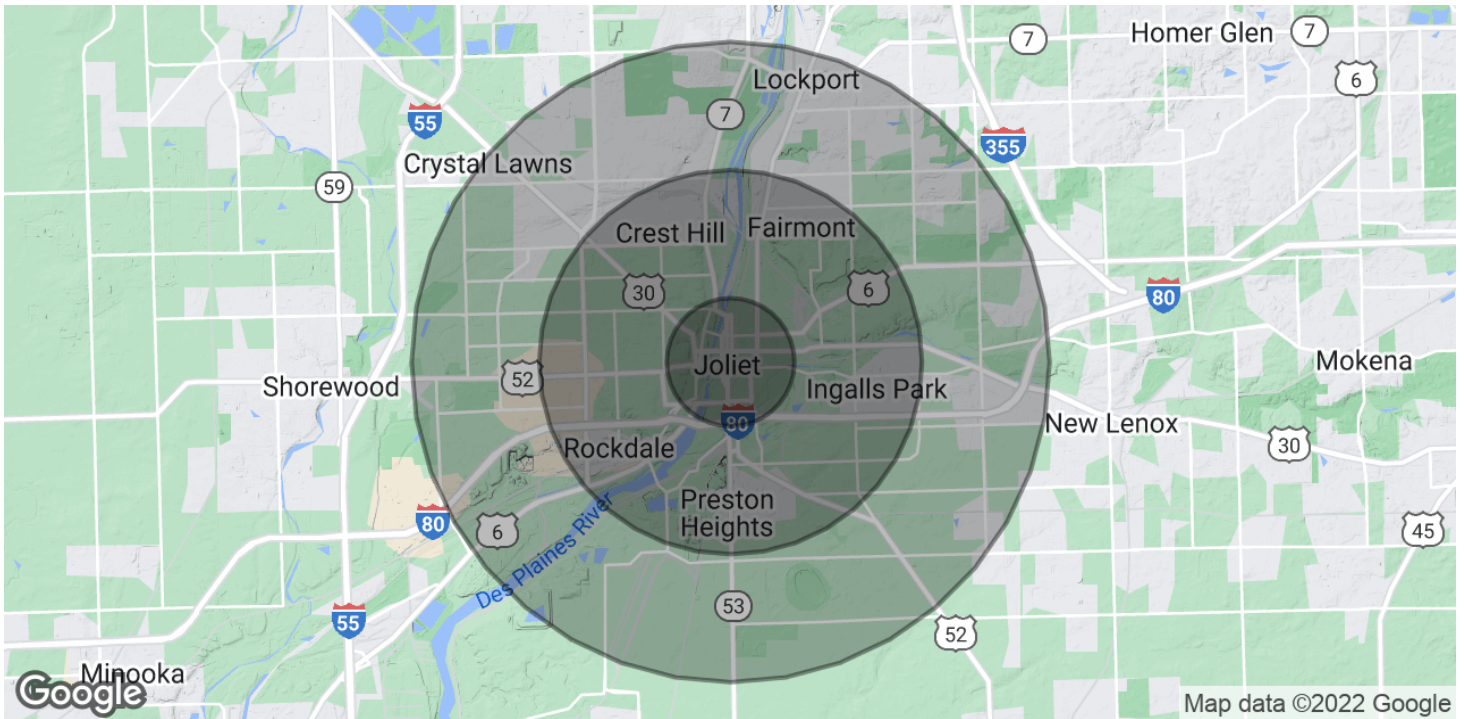 Homer Glen
7
7
6
Lockport
7
55
355
Crystal Lawns
59
Crest Hill
Fairmont
30
6
80
Joliet
Mokena
52
Shorewood
Ingalls Park
80
New Lenox
30
Rockdale
Preston
Heights
80
6
45
Des Plaines River
53
55
52
Minooka
Google
Map data ©2022 Google